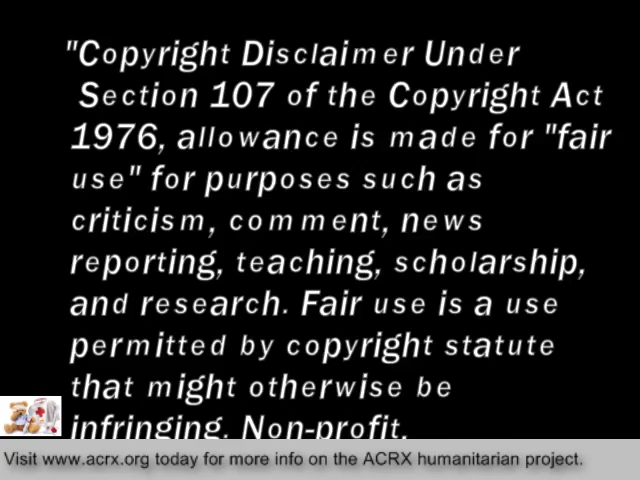 "Copyright Disclaimer Under
Section 107 of the Copyright Act
1976, allowance is made for "fair
use" for purposes such as
criticism, comment, news
reporting, teaching, scholarship,
and research. Fair use is a use
permitted by copyright statute
that might otherwise be
infringing. Non-profit,
Visit www.acrx.org today for more info on the ACRX humanitarian project.